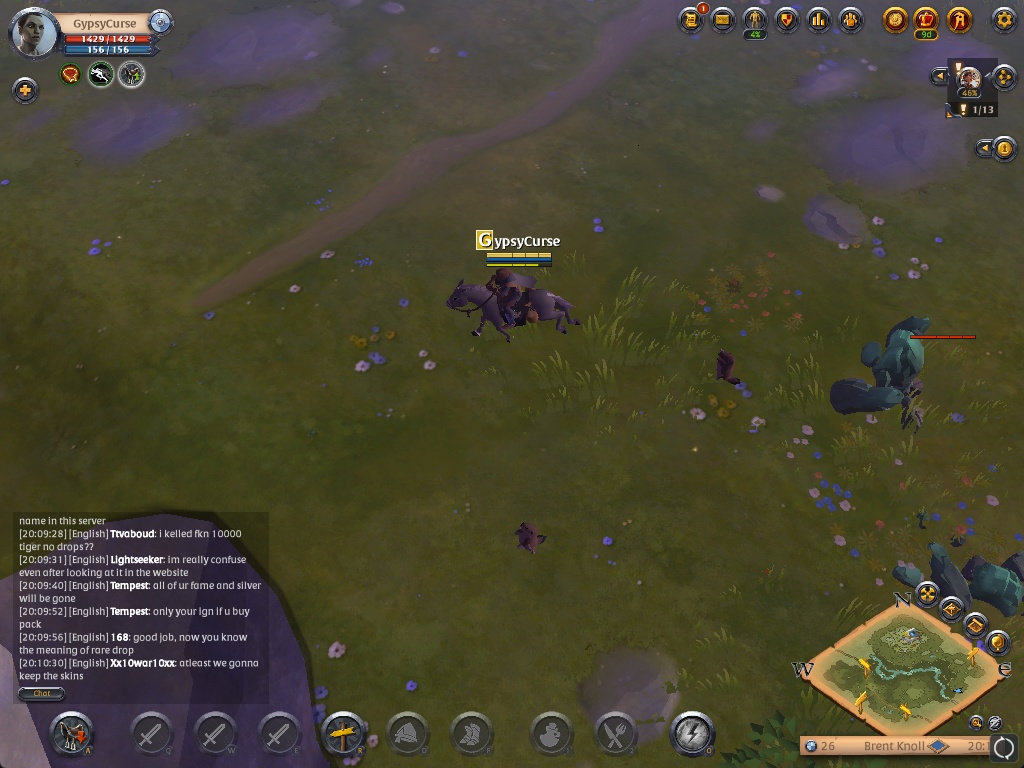 GypsyCurse
1429 / 1429
156 / 156
1
4%
9d
46%
1/13
1
GypsyCurse
name in this server
[20:09:28] [English] Ttvaboud: i kelled fkn 10000
tiger no drops??
[20:09:31] [English] Lightseeker: im really confuse
even after looking at it in the website
[20:09:40] [English] Tempest: all of ur fame and silver
will be gone
[20:09:52] [English] Tempest: only your ign if u buy
pack
[20:09:56] [English] 168: good job, now you know
the meaning of rare drop
[20:10:30] [English] Xx10war10xx: atleast we gonna
keep the skins
Chat
N
W
E
A
Q
W
E
R
D
F
26 Brent Knoll